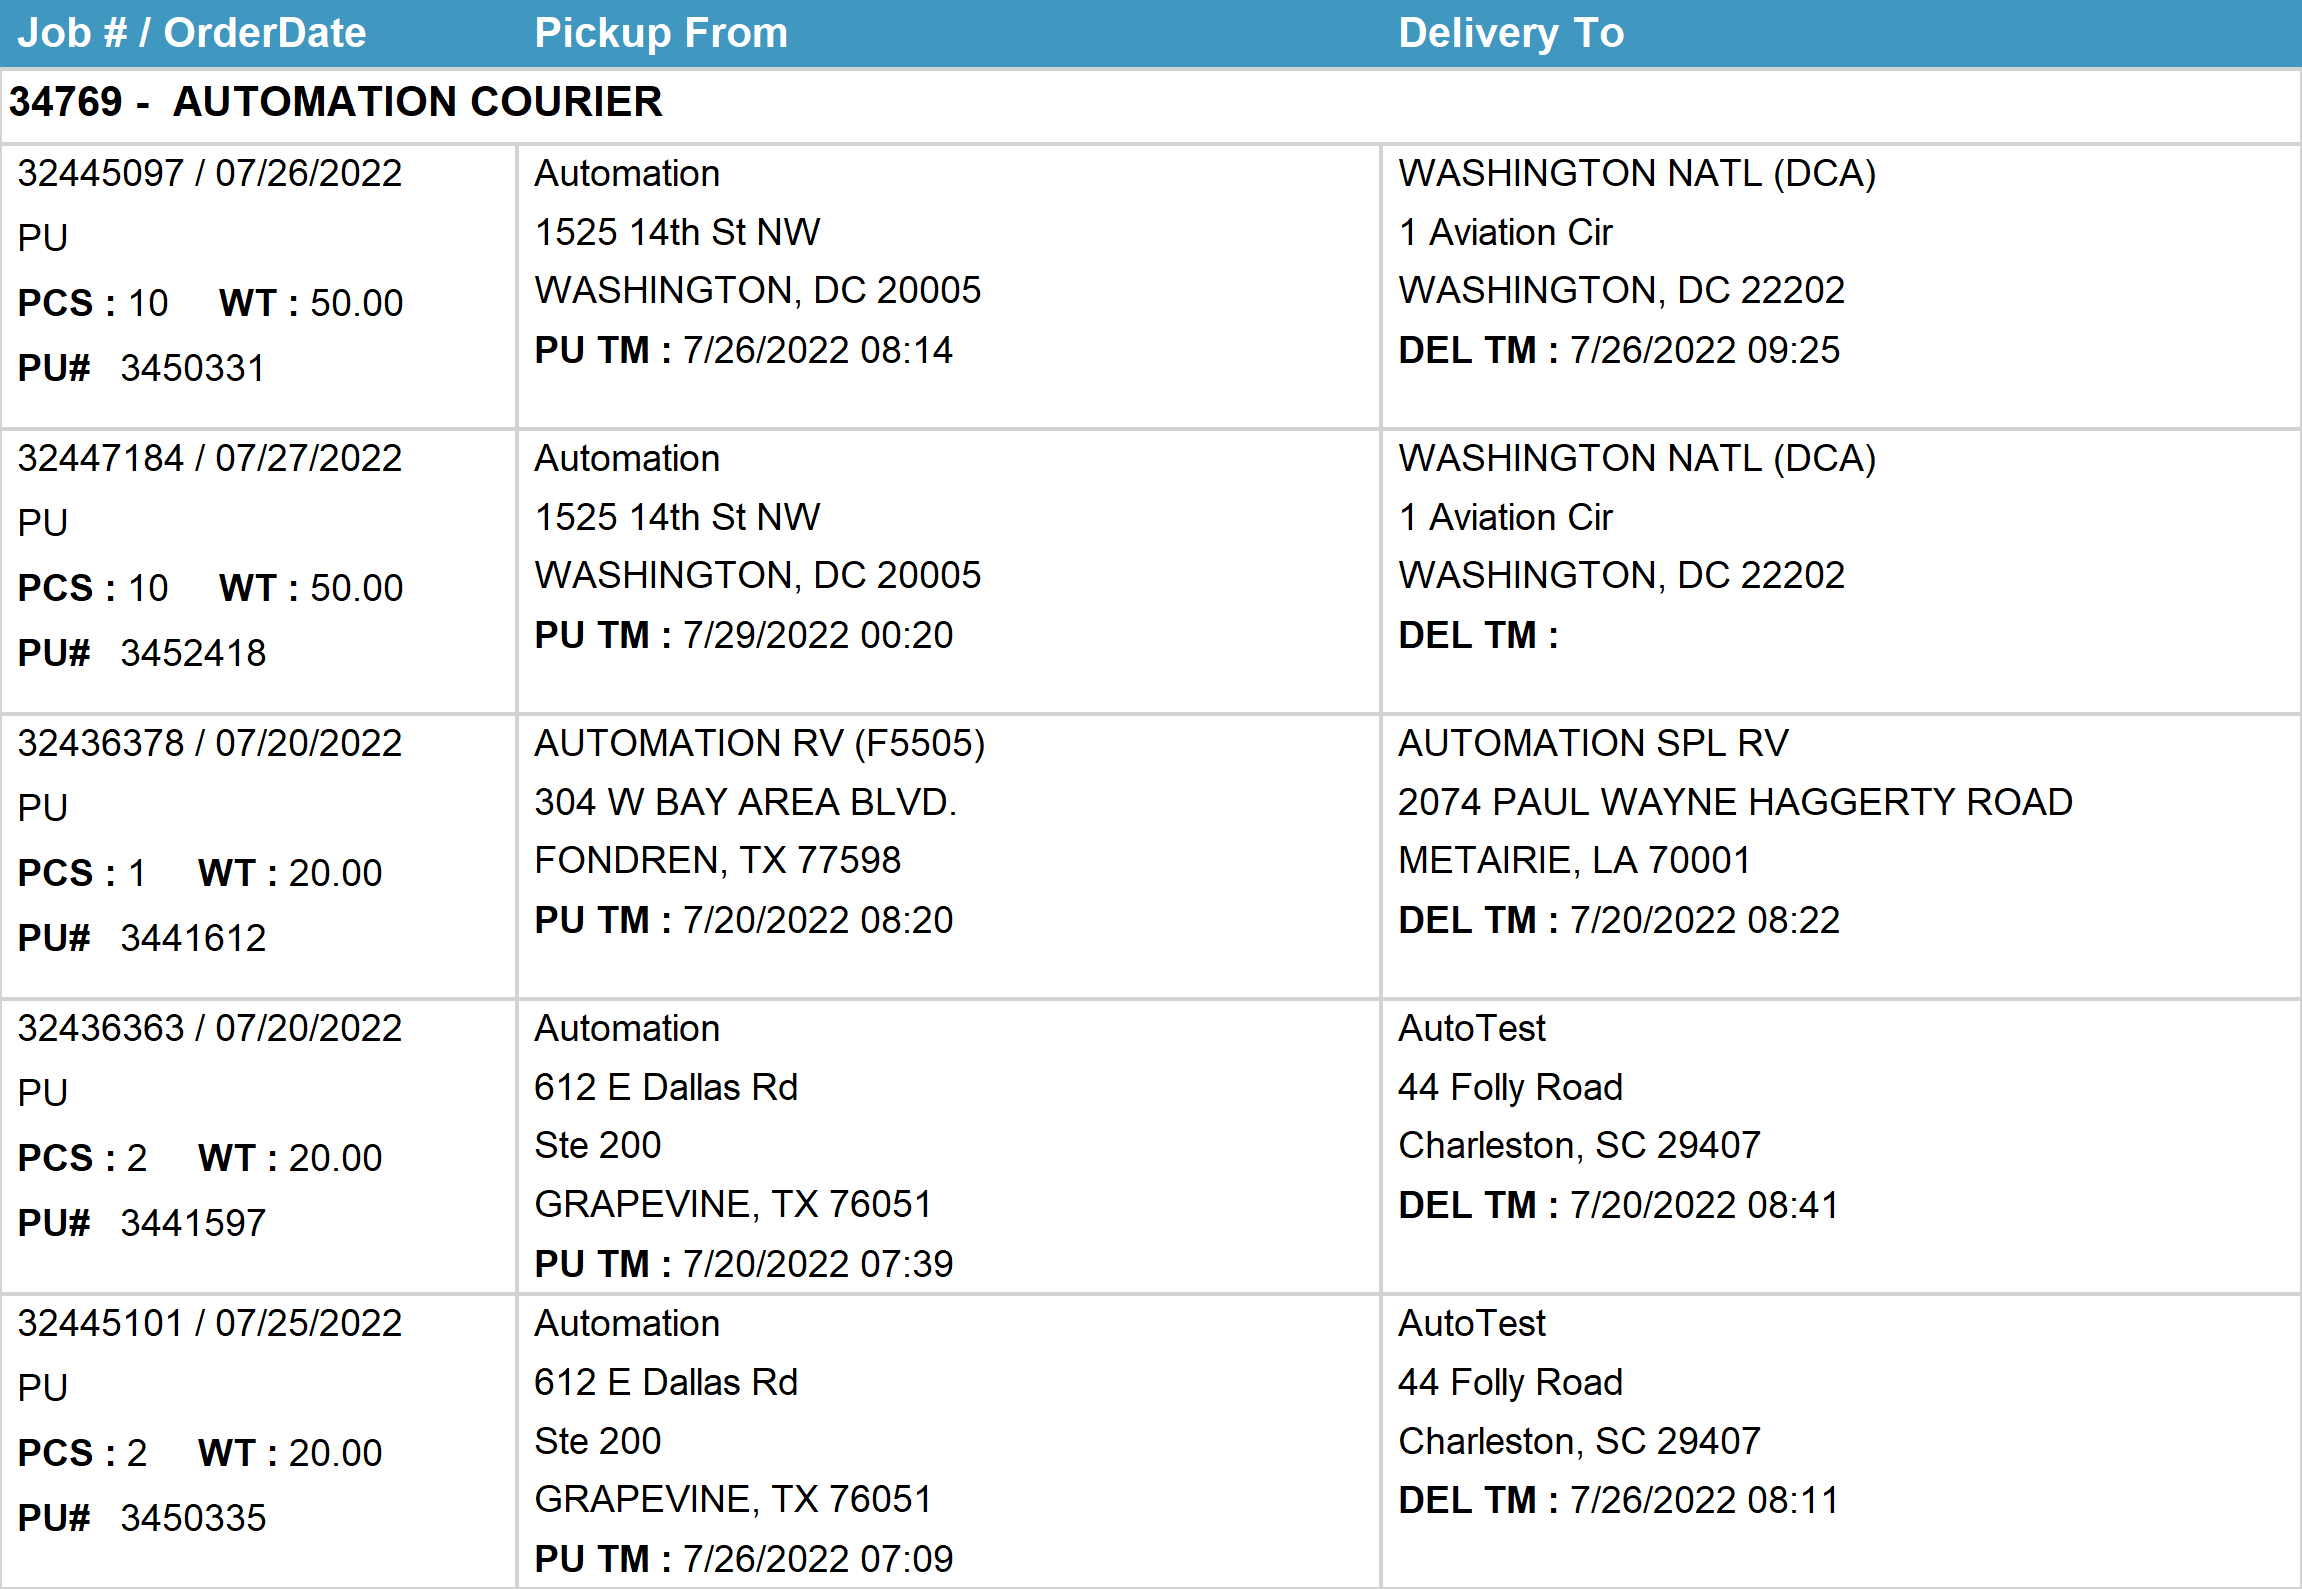 Job # / OrderDate Pickup From Delivery To
34769 - AUTOMATION COURIER
32445097 / 07/26/2022
PU
PCS : 10 WT : 50.00
PU# 3450331
Automation
1525 14th St NW
WASHINGTON, DC 20005
PU TM : 7/26/2022 08:14
WASHINGTON NATL (DCA)
1 Aviation Cir
WASHINGTON, DC 22202
DEL TM : 7/26/2022 09:25
32447184 / 07/27/2022
PU
PCS : 10 WT : 50.00
PU# 3452418
Automation
1525 14th St NW
WASHINGTON, DC 20005
PU TM : 7/29/2022 00:20
WASHINGTON NATL (DCA)
1 Aviation Cir
WASHINGTON, DC 22202
DEL TM :
32436378 / 07/20/2022
PU
PCS : 1 WT : 20.00
PU# 3441612
AUTOMATION RV (F5505)
304 W BAY AREA BLVD.
FONDREN, TX 77598
PU TM : 7/20/2022 08:20
AUTOMATION SPL RV
2074 PAUL WAYNE HAGGERTY ROAD
METAIRIE, LA 70001
DEL TM : 7/20/2022 08:22
32436363 / 07/20/2022
PU
PCS : 2 WT : 20.00
PU# 3441597
Automation
612 E Dallas Rd
Ste 200
GRAPEVINE, TX 76051
PU TM : 7/20/2022 07:39
AutoTest
44 Folly Road
Charleston, SC 29407
DEL TM : 7/20/2022 08:41
32445101 / 07/25/2022
PU
PCS : 2 WT : 20.00
PU# 3450335
Automation
612 E Dallas Rd
Ste 200
GRAPEVINE, TX 76051
PU TM : 7/26/2022 07:09
AutoTest
44 Folly Road
Charleston, SC 29407
DEL TM : 7/26/2022 08:11